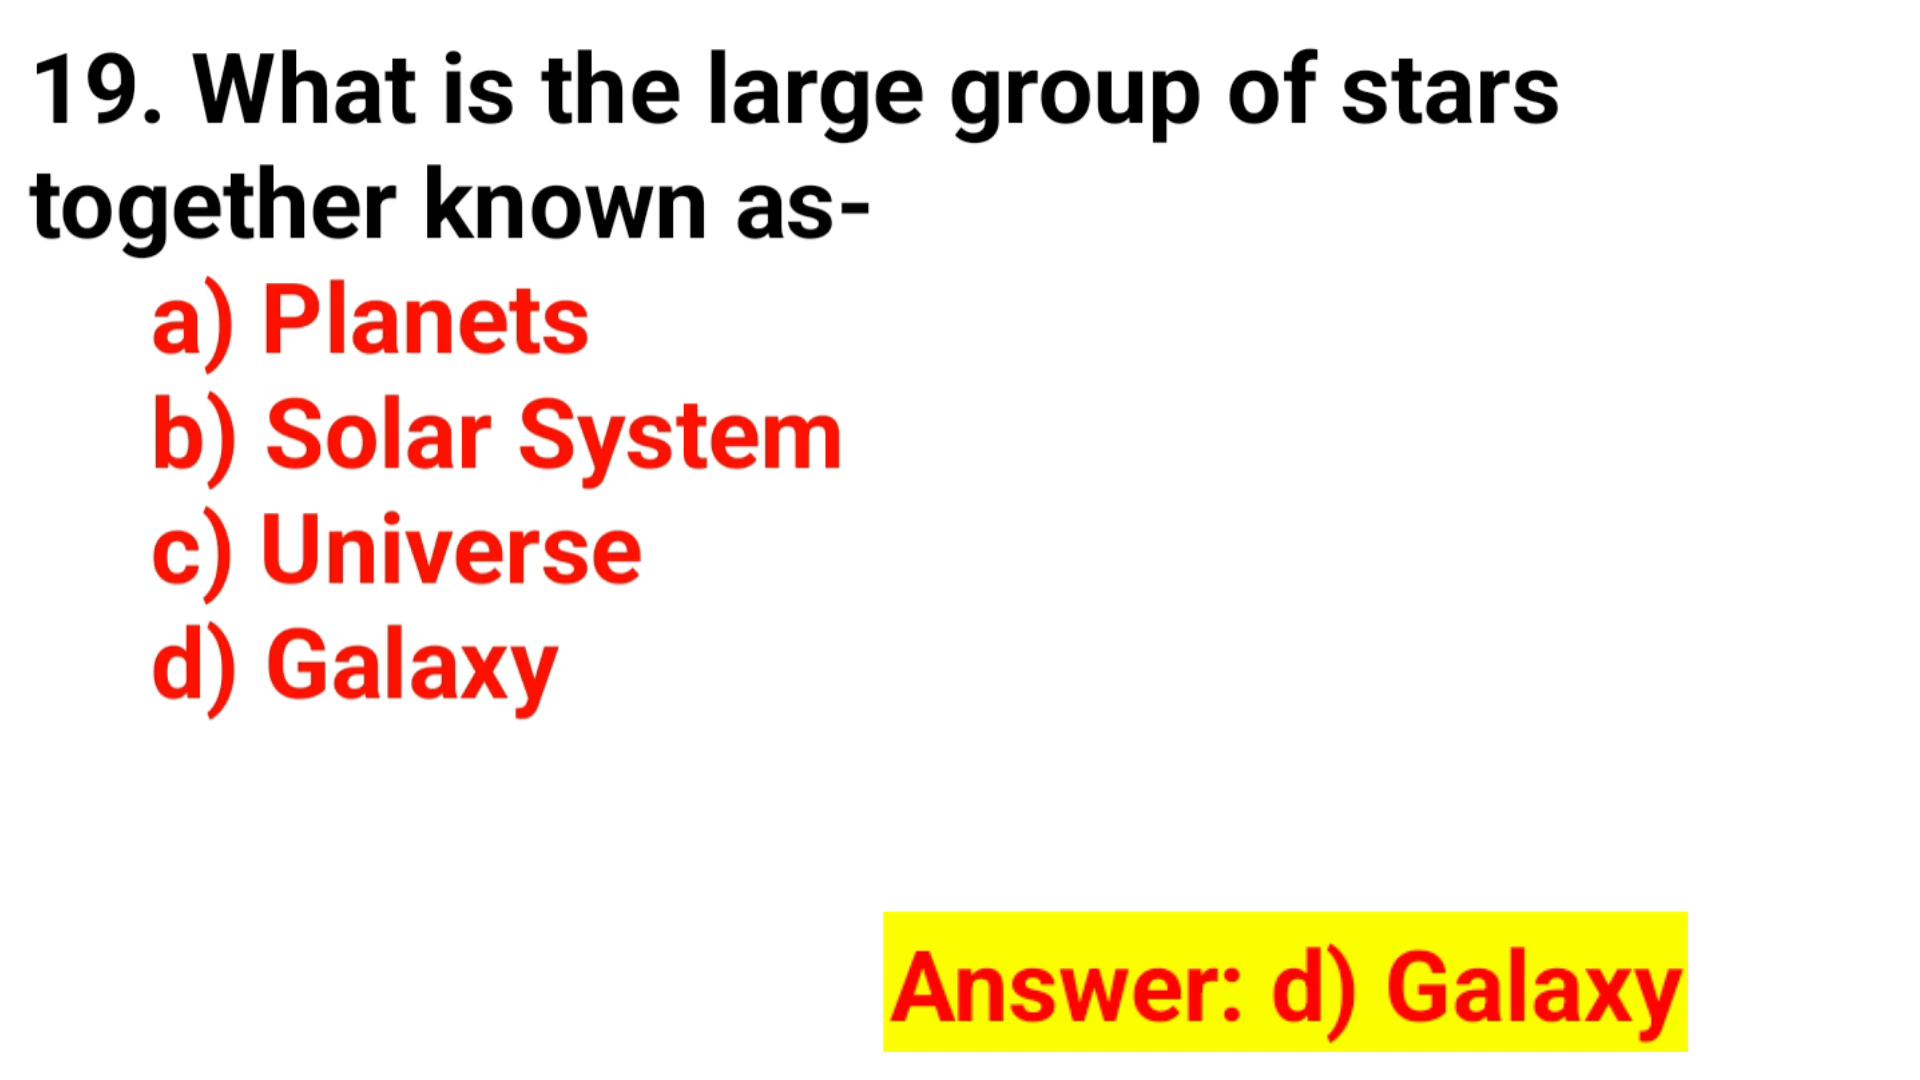 19. What is the large group of stars
together known as-
a) Planets
b) Solar System
c) Universe
d) Galaxy
Answer: d) Galaxy